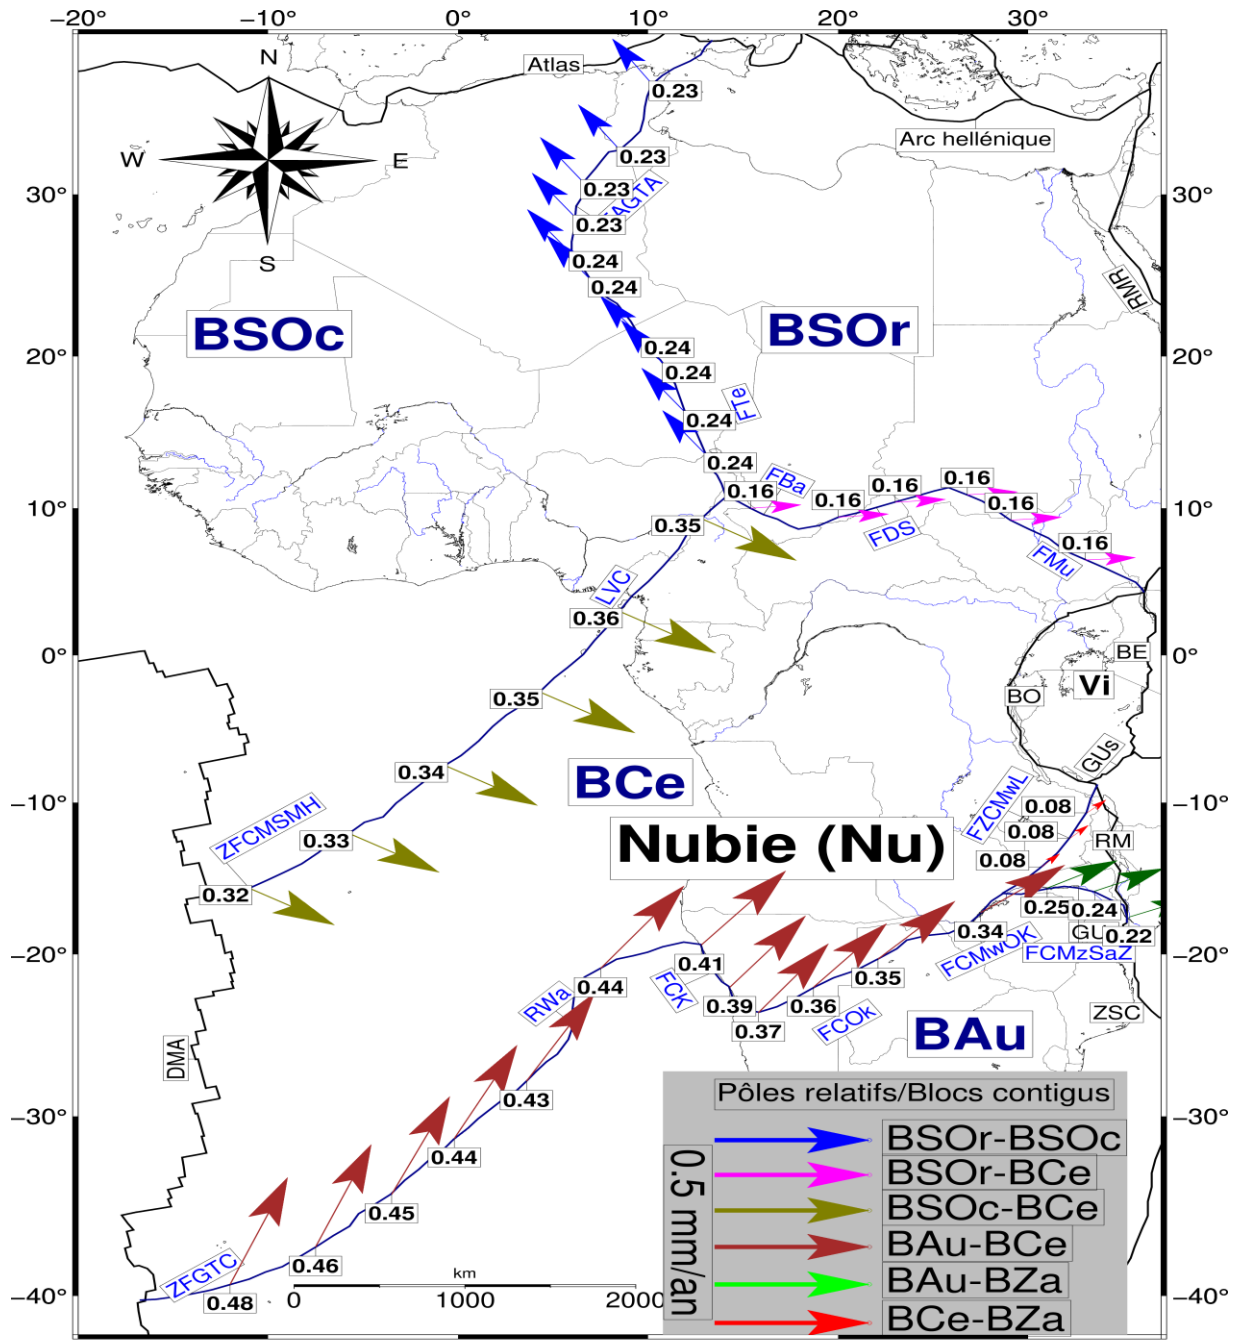 −20° −10° 0° 10° 20° 30°
N
W E
S
Atlas
Arc hellénique
0.23
0.23
0.23
AGTA
0.23
0.24
0.24
30° 30°
RMR
BSOc BSOr
0.24
0.24
20° 20°
FTe
0.24
0.24
FBa
0.16
0.16
0.16
0.16
0.16
0.16
10° 10°
0.35
FDS
FMu
LVC
0.36
0° 0°
BE
Vi
BO
0.35
GUs
0.34
BCe
−10° −10°
ZFCMSMH
0.33
0.32
FZCMwL
0.08
0.08
0.08
RM
Nubie (Nu)
0.25
0.24
0.22
GU
0.34
FCMwOK
FCMzSaZ
−20° −20°
0.41
FCK
0.35
0.44
RWa
0.39
0.36
0.37
FCOk
ZSC
BAu
DMA
0.43
−30° −30°
0.44
0.45
0.46
ZFGTC
0.48
−40° −40°
km
0 1000 2000
Pôles relatifs/Blocs contigus
0.5 mm/an
BSOr-BSOc
BSOr-BCe
BSOc-BCe
BAu-BCe
BAu-BZa
BCe-BZa